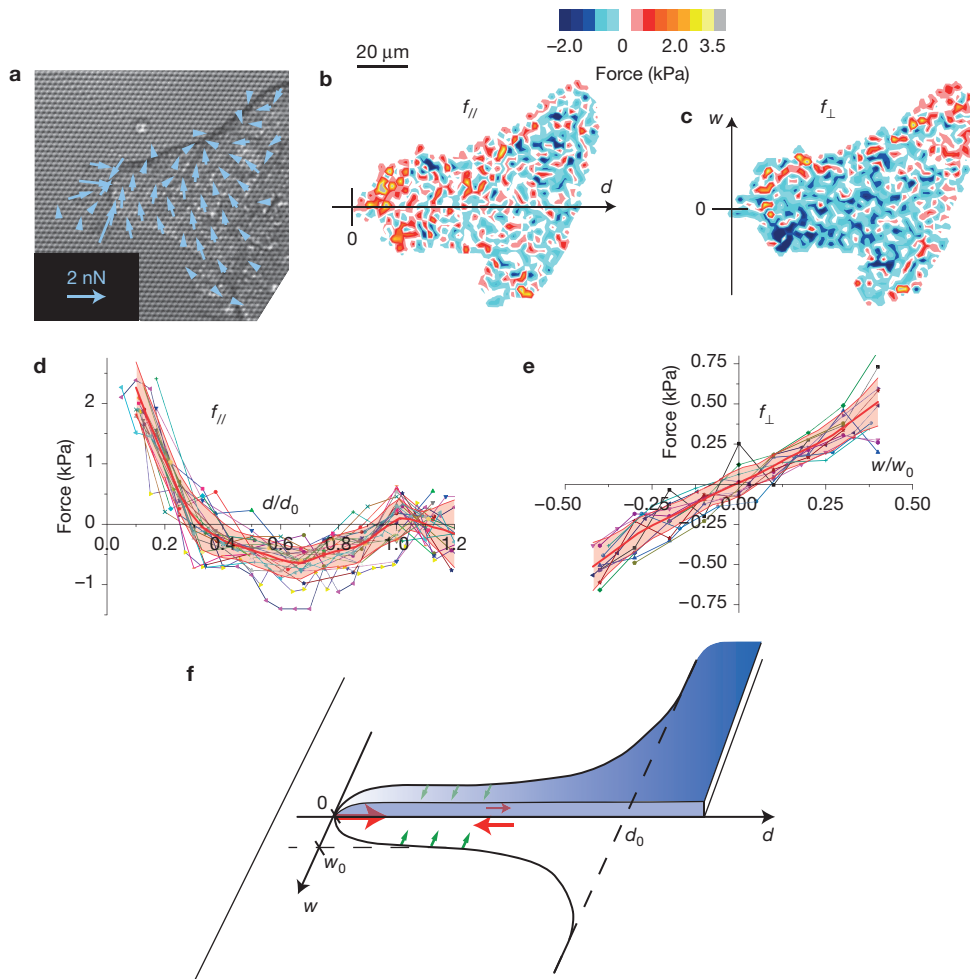 −2.0 0 2.0 3.5
Force (kPa)
20 μm
a
2 nN
b
f//
d
0
c
f⊥
w
0
d
f//
Force (kPa)
2
1
0
−1
d/d0
0.0 0.2 0.4 0.6 0.8 1.0 1.2
e
f⊥
Force (kPa)
0.75
0.50
0.25
0.00
−0.25
−0.50
−0.75
w/w0
−0.50 −0.25 0.25 0.50
f
0
w0
w
d0
d